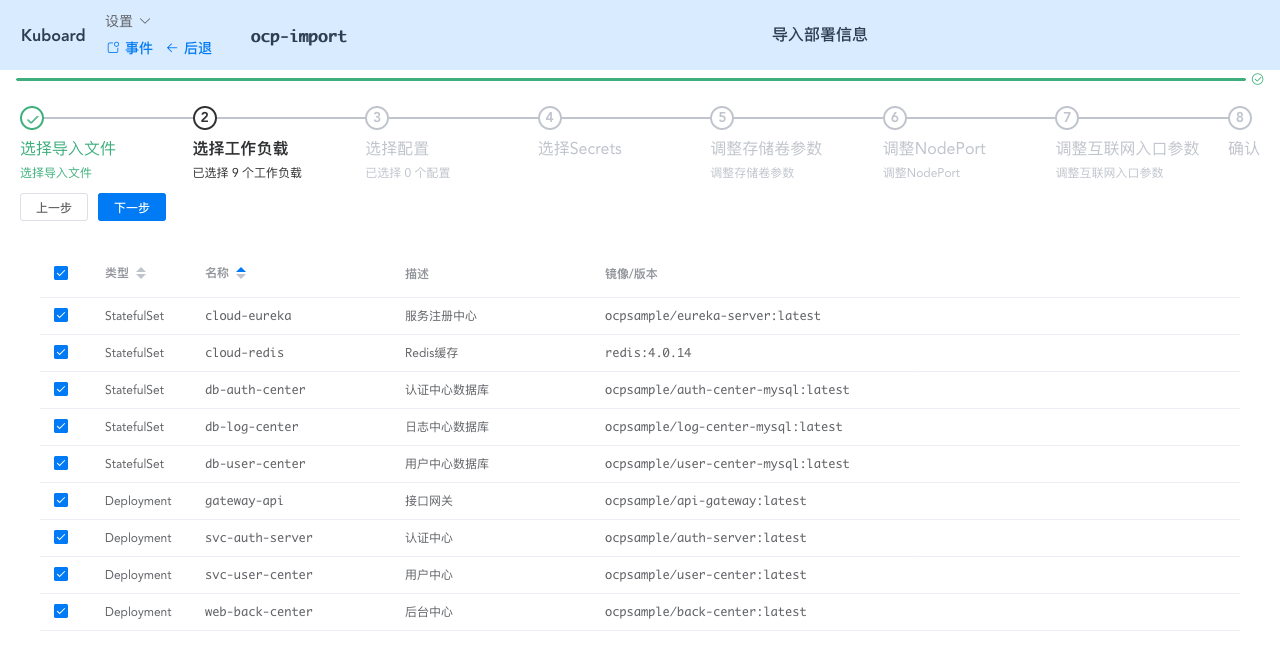 Kuboard
设置
事件 后退
ocp-import
导入部署信息
2 3 4 5 6 7 8
选择导入文件 选择工作负载 选择配置 选择Secrets 调整存储卷参数 调整NodePort 调整互联网入口参数 确认
选择导入文件 已选择 9 个工作负载 已选择 0 个配置 调整存储卷参数 调整NodePort 调整互联网入口参数
上一步 下一步
类型 名称 描述 镜像/版本
StatefulSet cloud-eureka 服务注册中心 ocpsample/eureka-server:latest
StatefulSet cloud-redis Redis缓存 redis:4.0.14
StatefulSet db-auth-center 认证中心数据库 ocpsample/auth-center-mysql:latest
StatefulSet db-log-center 日志中心数据库 ocpsample/log-center-mysql:latest
StatefulSet db-user-center 用户中心数据库 ocpsample/user-center-mysql:latest
Deployment gateway-api 接口网关 ocpsample/api-gateway:latest
Deployment svc-auth-server 认证中心 ocpsample/auth-server:latest
Deployment svc-user-center 用户中心 ocpsample/user-center:latest
Deployment web-back-center 后台中心 ocpsample/back-center:latest